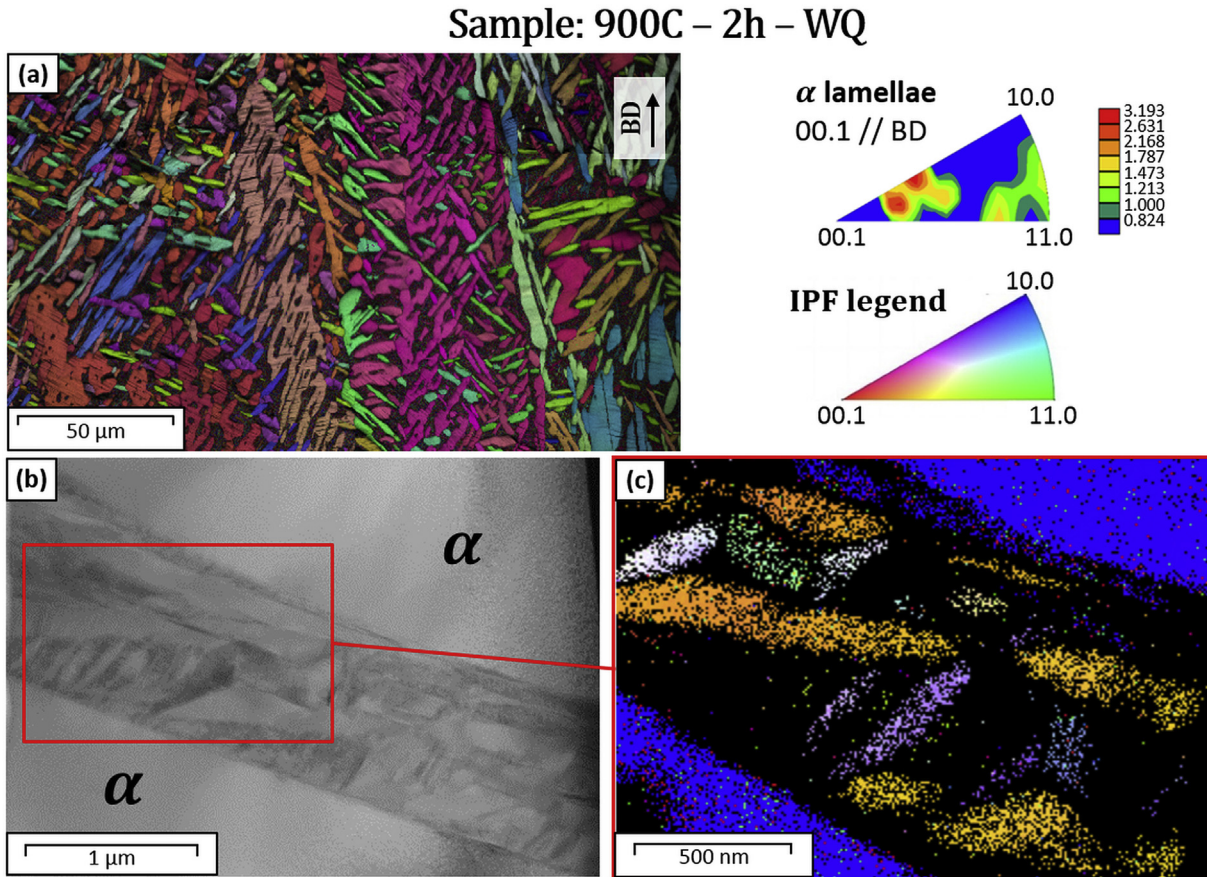 Sample: 900C – 2h – WQ
(a)
BD
50 µm
α lamellae
00.1 // BD
10.0
00.1
11.0
3.193
2.631
2.168
1.787
1.473
1.213
1.000
0.824
IPF legend
10.0
00.1
11.0
(b)
α
α
1 µm
(c)
500 nm